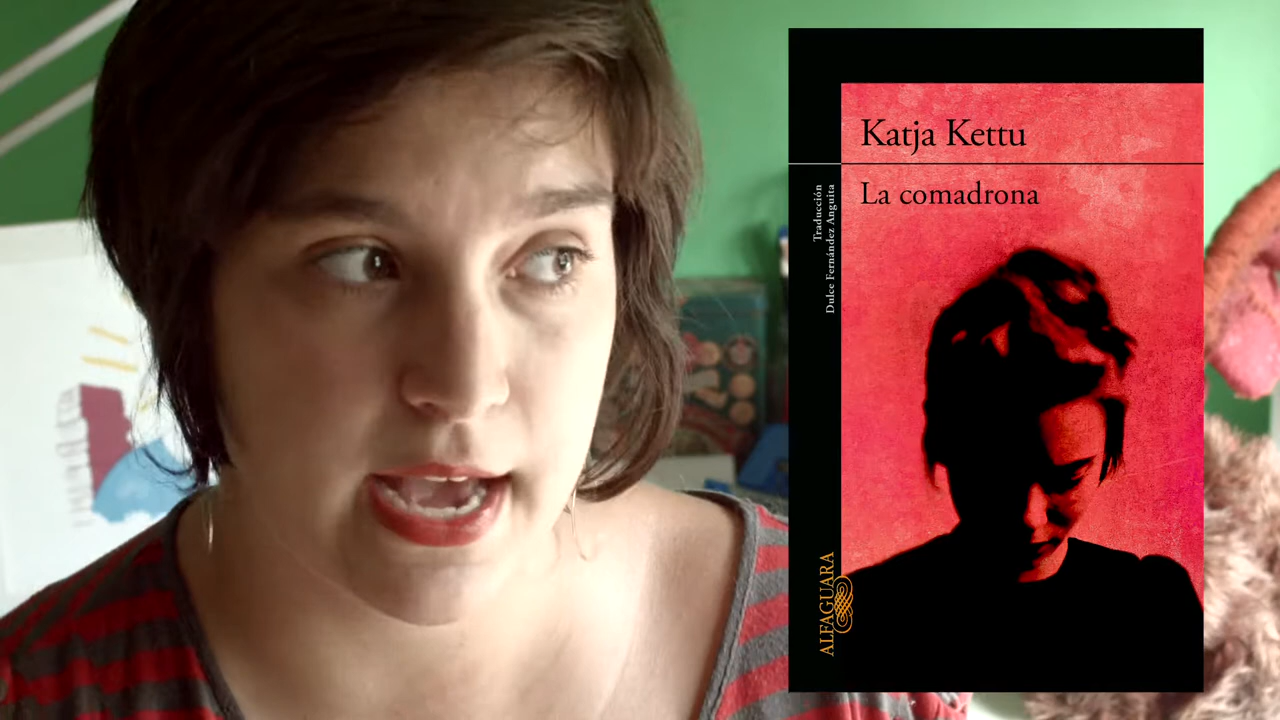 Katja Kettu
La comadrona
Traducción
Dulce Fernández Anguita
ALFAGUARA